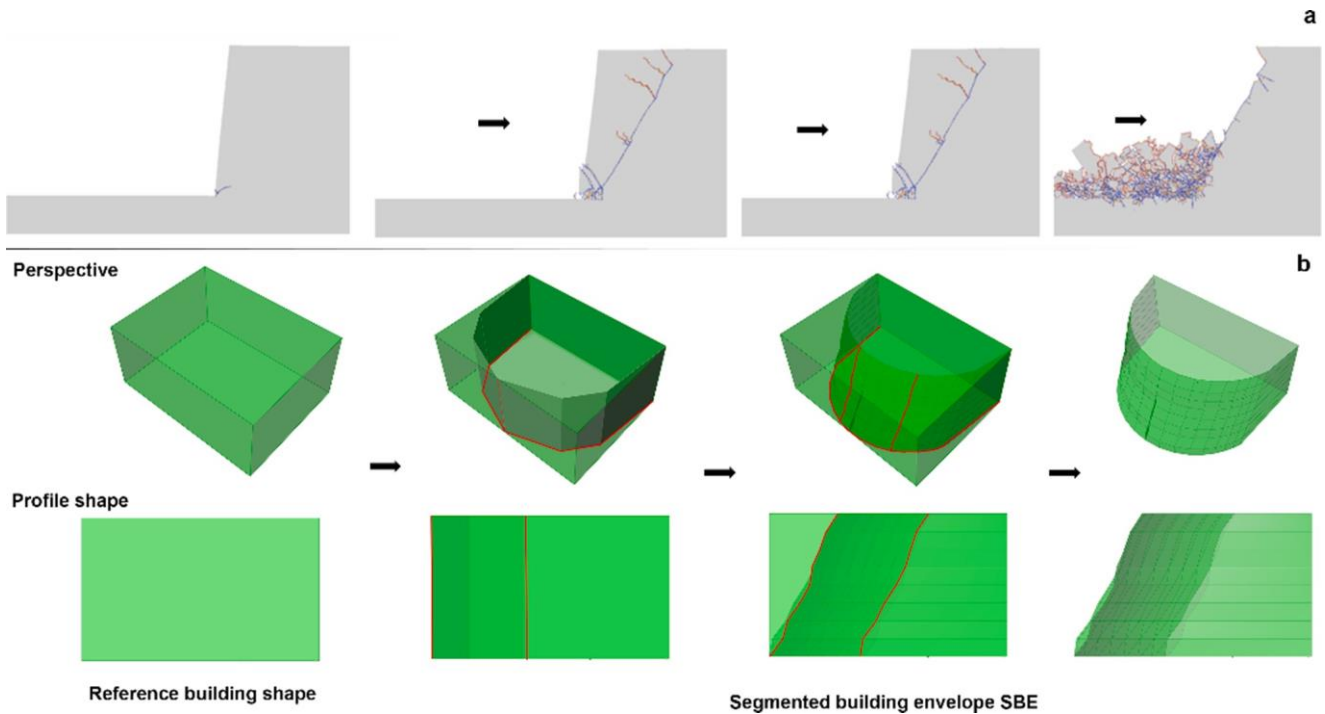 a
Perspective
b
Profile shape
Reference building shape
Segmented building envelope SBE